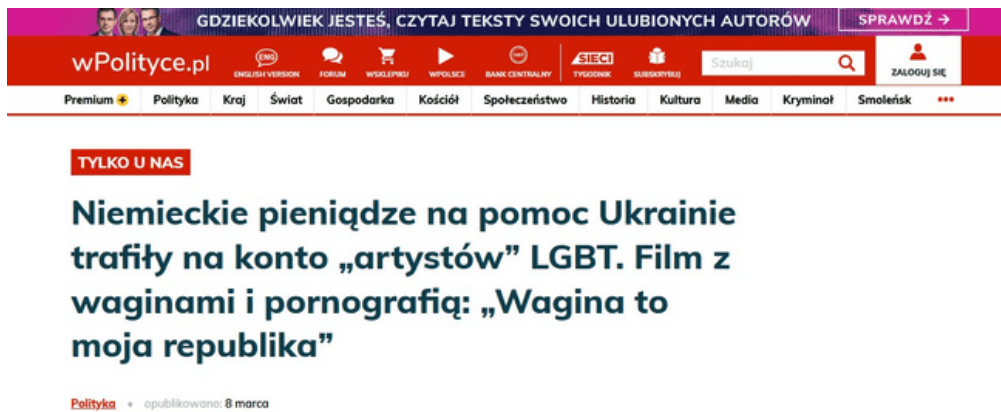 GDZIEKOLWIEK JESTEŚ, CZYTAJ TEKSTY SWOICH ULUBIONYCH AUTORÓW SPRAWDŹ →
wPolityce.pl ENG ENGLISH VERSION FORUM WSKLEPIKU WPOLSCE BANK CENTRALNY SIECI TYGODNIK SUBSKRYBUJ Szukaj ZALOGUJ SIĘ
Premium Polityka Kraj Świat Gospodarka Kościół Społeczeństwo Historia Kultura Media Kryminał Smoleńsk
TYLKO U NAS
Niemieckie pieniądze na pomoc Ukrainie
trafiły na konto „artystów” LGBT. Film z
waginami i pornografią: „Wagina to
moja republika”
Polityka • opublikowano: 8 marca